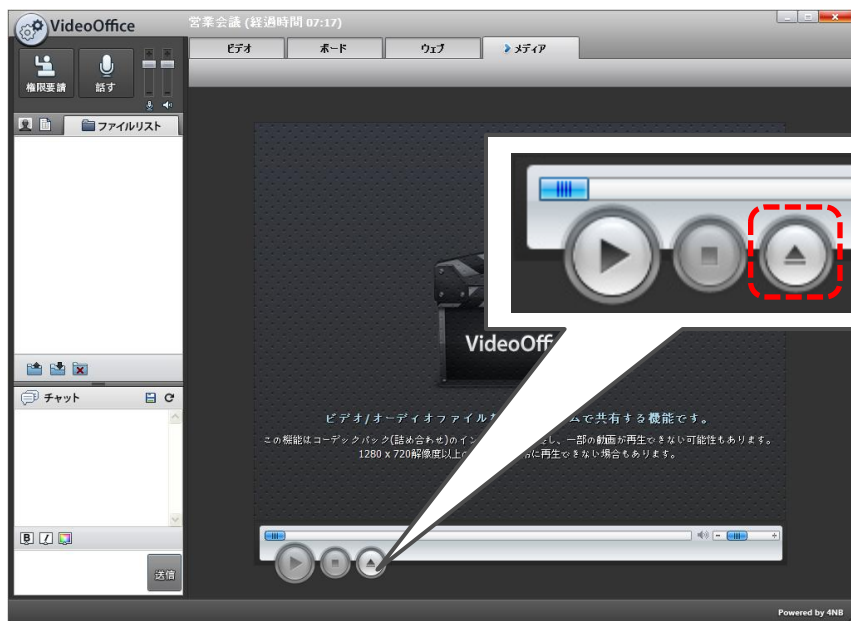 VideoOffice
営業会議 (経過時間 07:17)
ビデオ
ボード
ウェブ
メディア
権限要請
話す
ファイルリスト
VideoOff
ビデオ/オーディオファイルを
ムで共有する機能です。
この機能はコーデックパック(詰め合わせ)のイン
し、一部の動画が再生できない可能性もあります。
1280 x 720解像度以上の
に再生できない場合もあります。
チャット
B
I
送信
Powered by 4NB